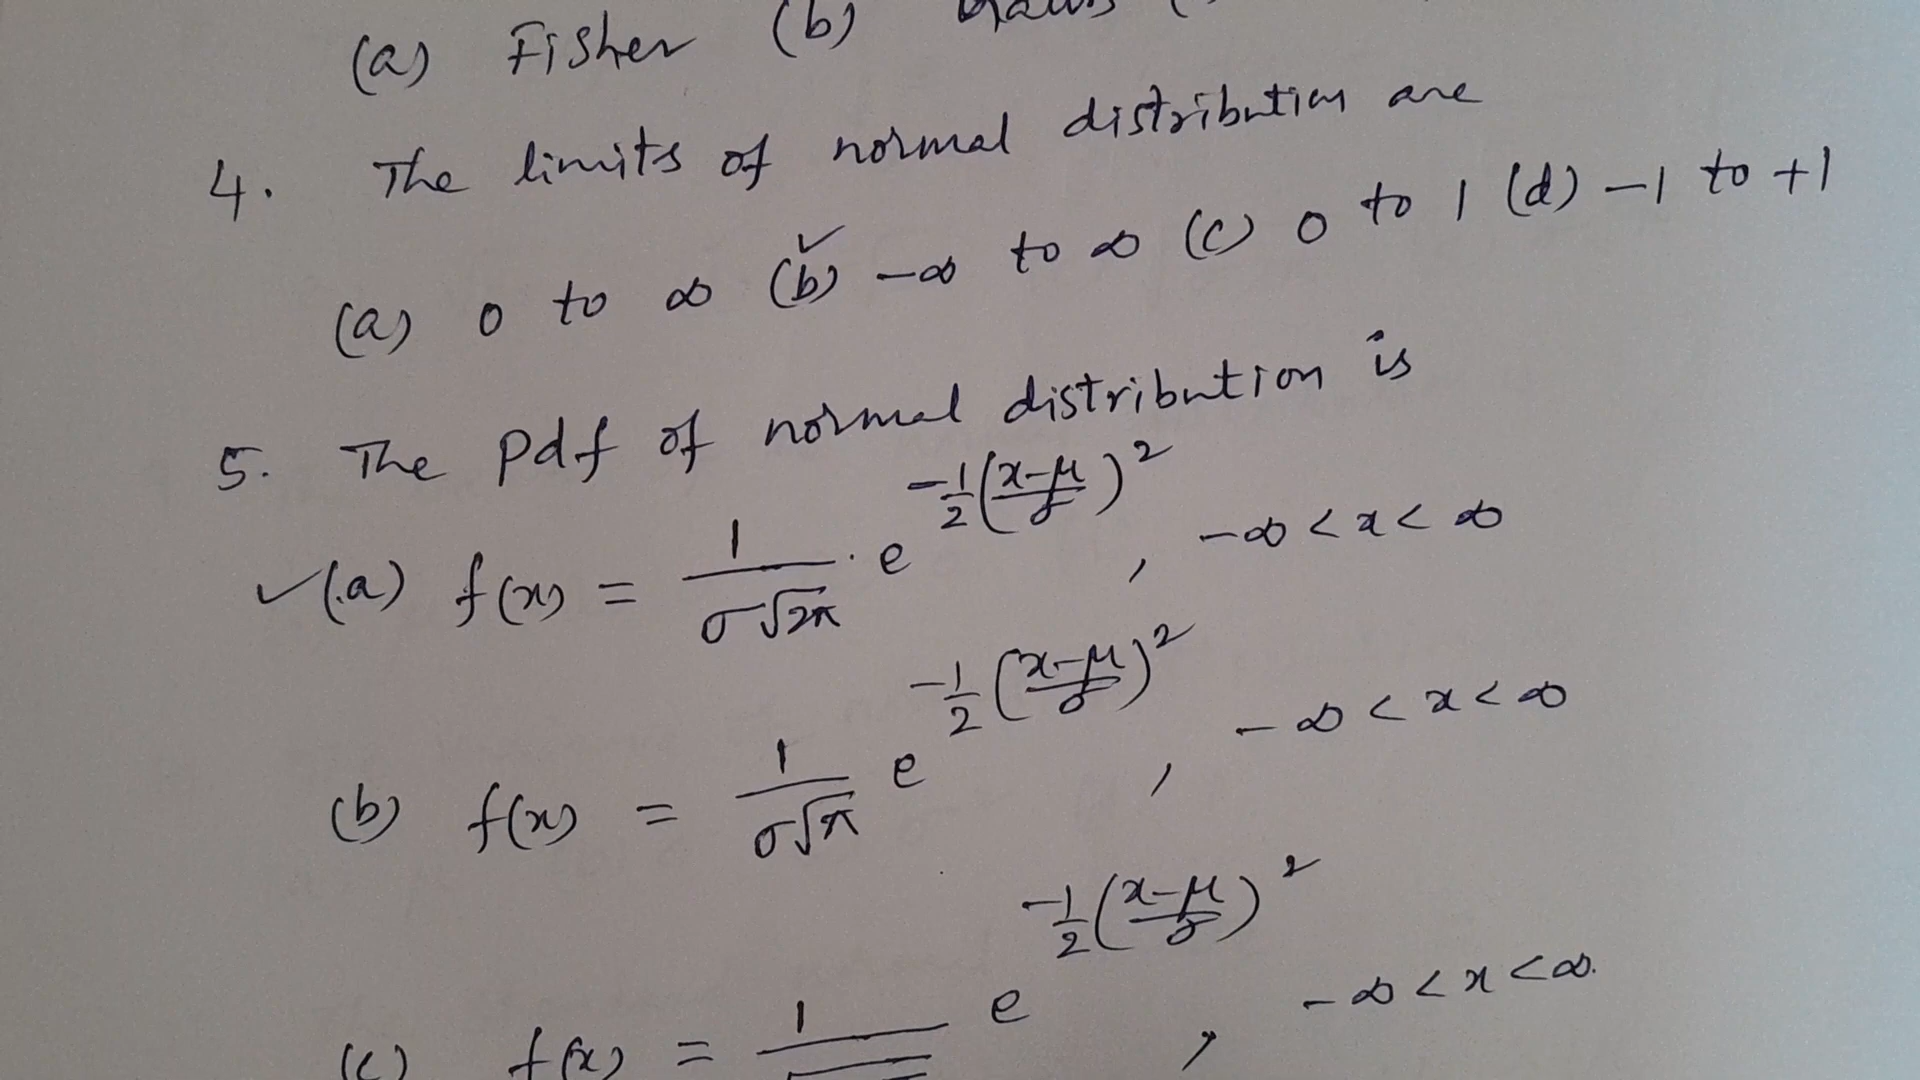 (a) Fisher (b)
4. The limits of normal distribution are
(a) 0 to ∞ (b) ✓ -∞ to ∞ (c) 0 to 1 (d) -1 to +1
5. The pdf of normal distribution is
✓(a) f(x) = 1/(σ√2π) · e^(-1/2((x-μ)/σ)^2) , -∞ < x < ∞
(b) f(x) = 1/(σ√π) e^(-1/2((x-μ)/σ)^2) , -∞ < x < ∞
(c) f(x) = 1/ e^(-1/2((x-μ)/σ)^2) , -∞ < x < ∞.